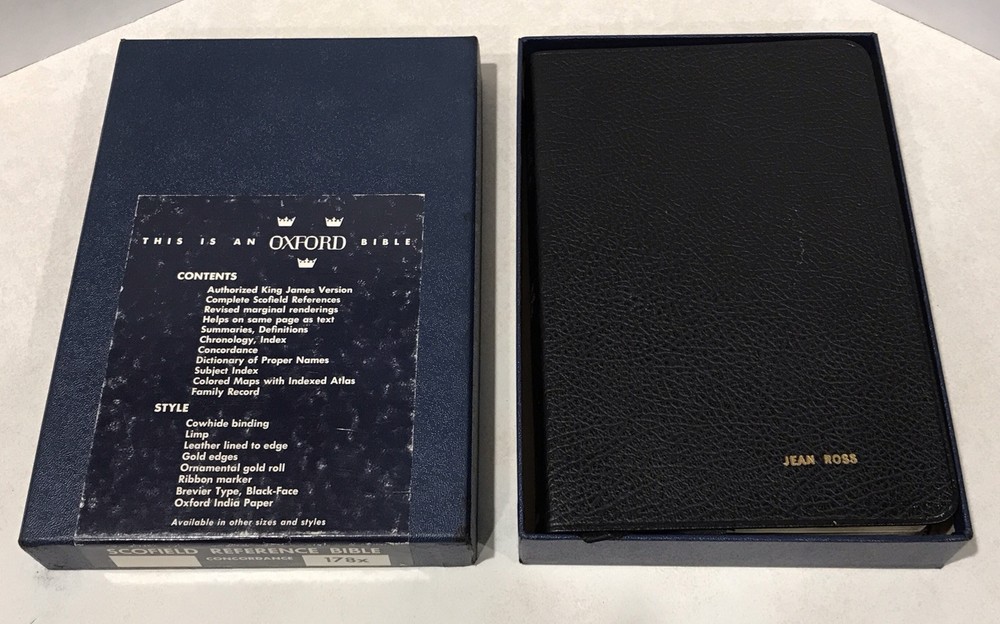 THIS IS AN OXFORD BIBLE
CONTENTS
Authorized King James Version
Complete Scofield References
Revised marginal renderings
Helps on same page as text
Summaries, Definitions
Chronology, Index
Concordance
Dictionary of Proper Names
Subject Index
Colored Maps with Indexed Atlas
Family Record
STYLE
Cowhide binding
Limp
Leather lined to edge
Gold edges
Ornamental gold roll
Ribbon marker
Brevier Type, Black-Face
Oxford India Paper
Available in other sizes and styles
SCOFIELD REFERENCE BIBLE
CONCORDANCE 178x
JEAN ROSS